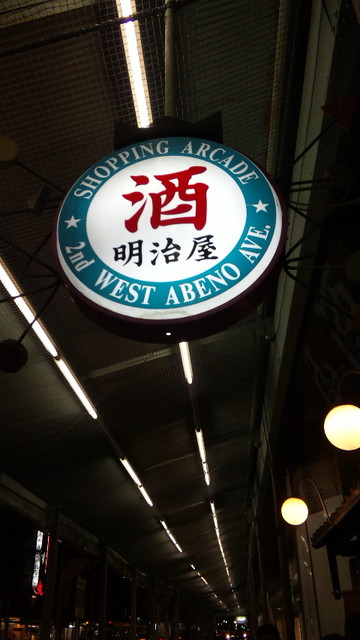 SHOPPING ARCADE
酒
明治屋
2nd WEST ABENO AVE.